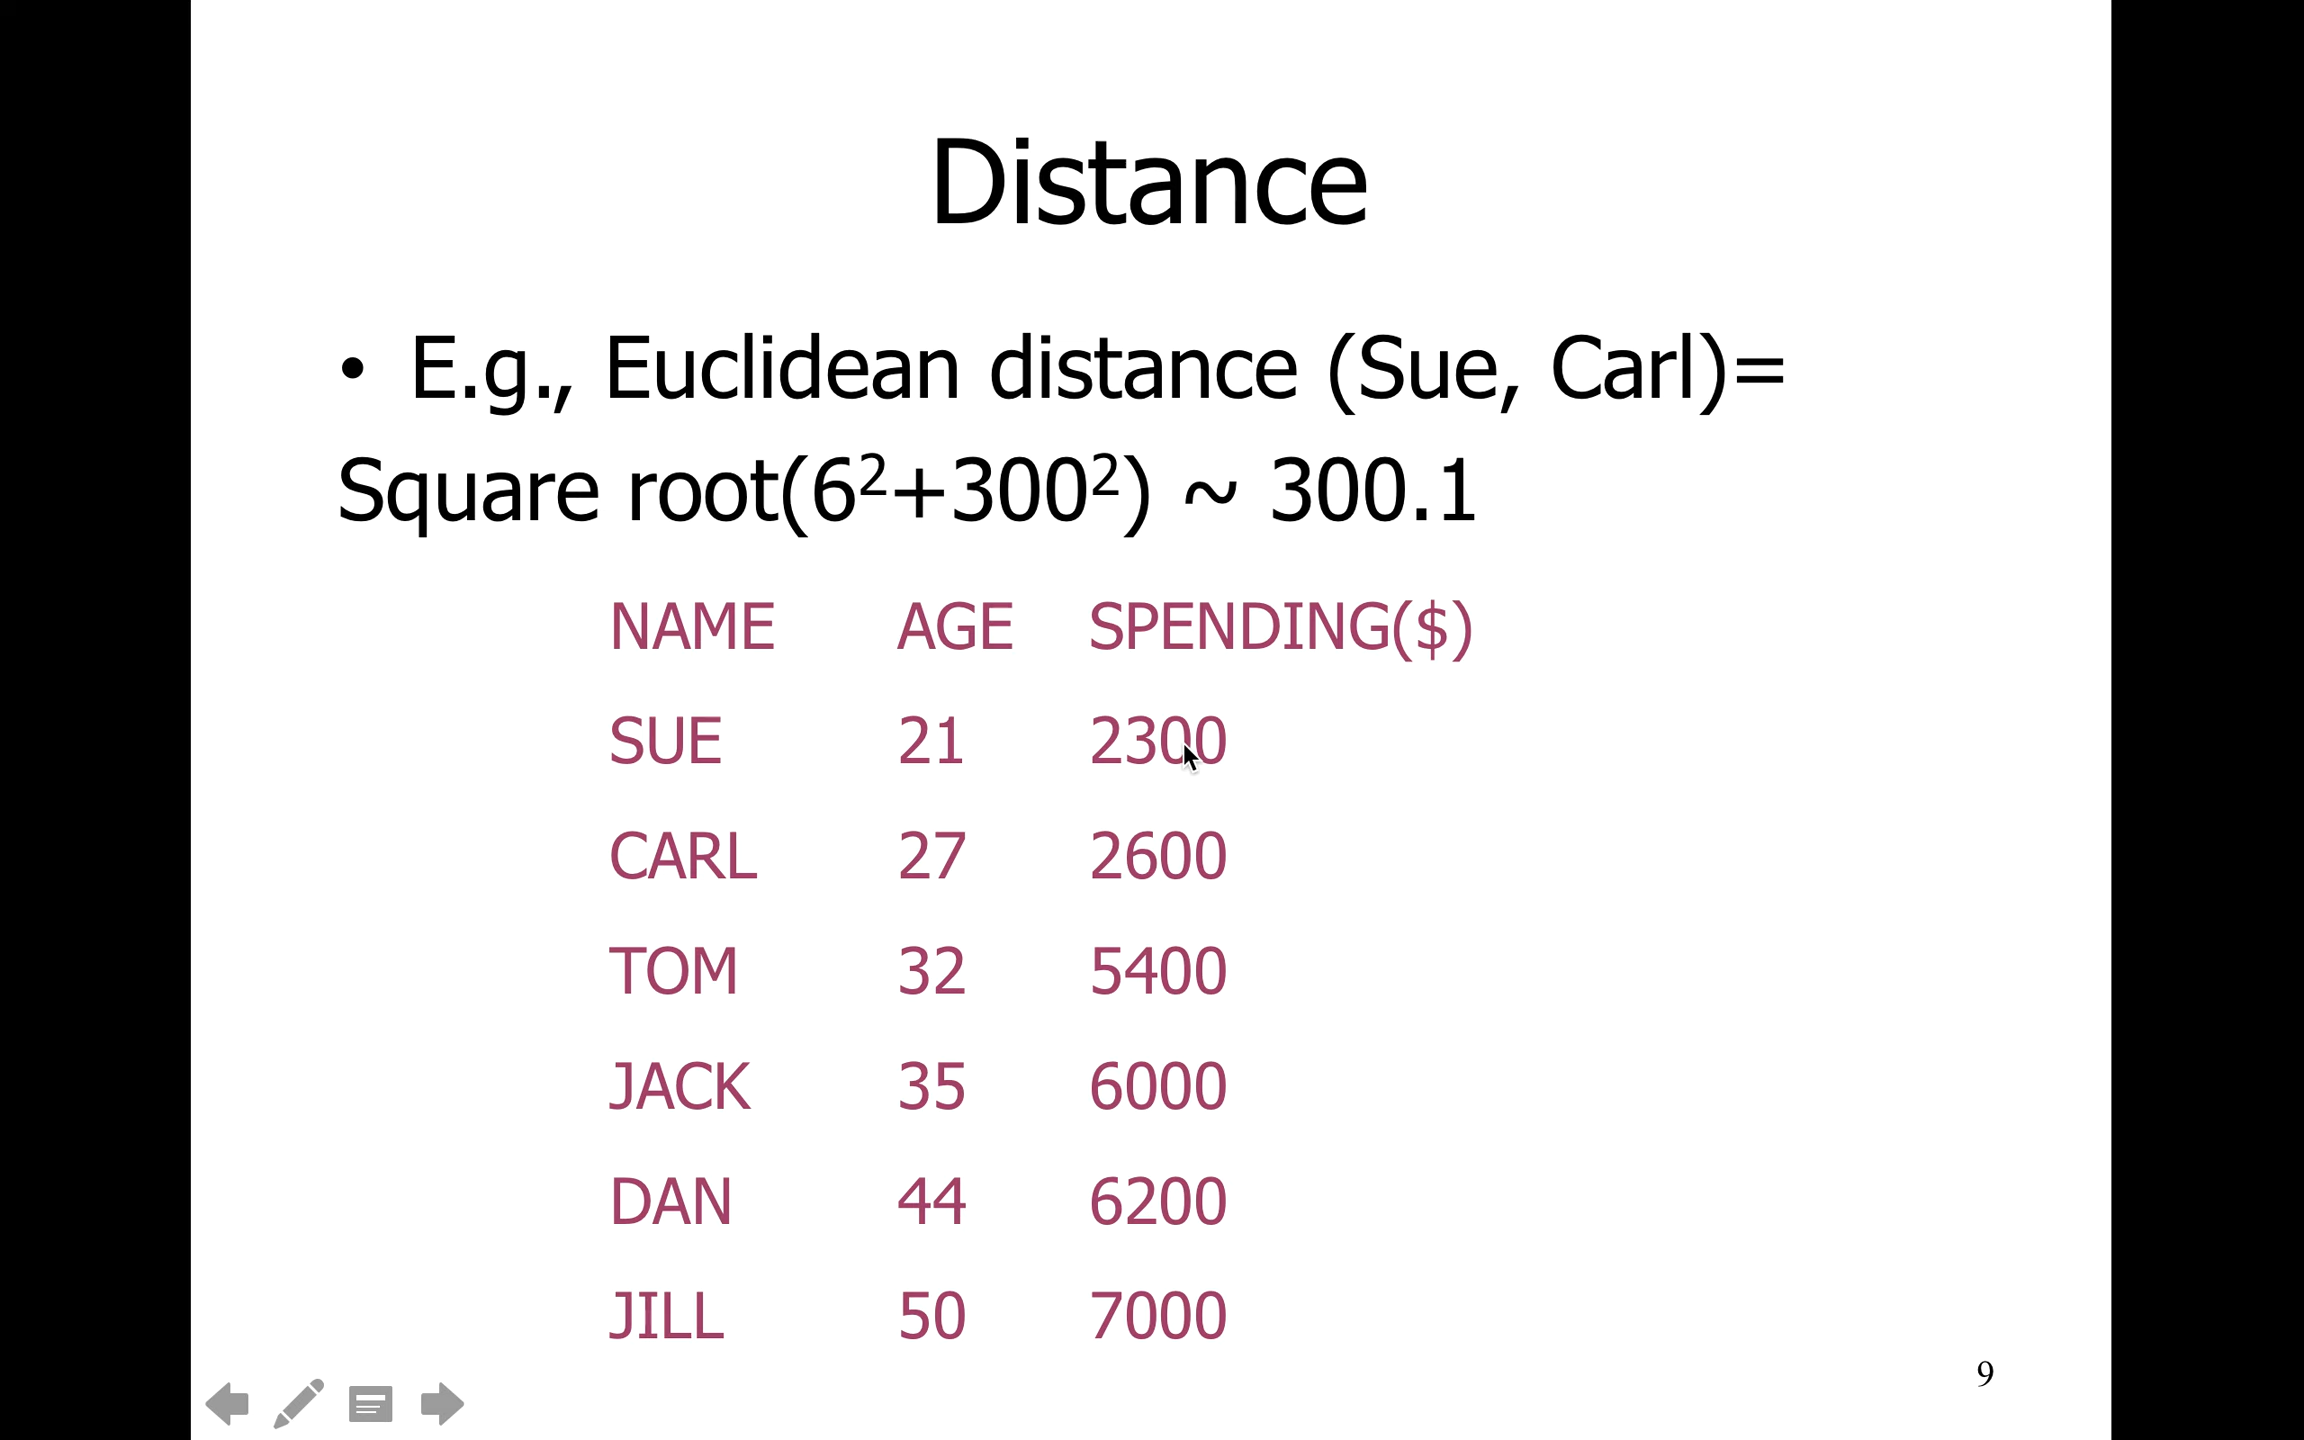 Distance
• E.g., Euclidean distance (Sue, Carl)=
Square root(6²+300²) ~ 300.1
NAME AGE SPENDING($)
SUE 21 2300
CARL 27 2600
TOM 32 5400
JACK 35 6000
DAN 44 6200
JILL 50 7000
9